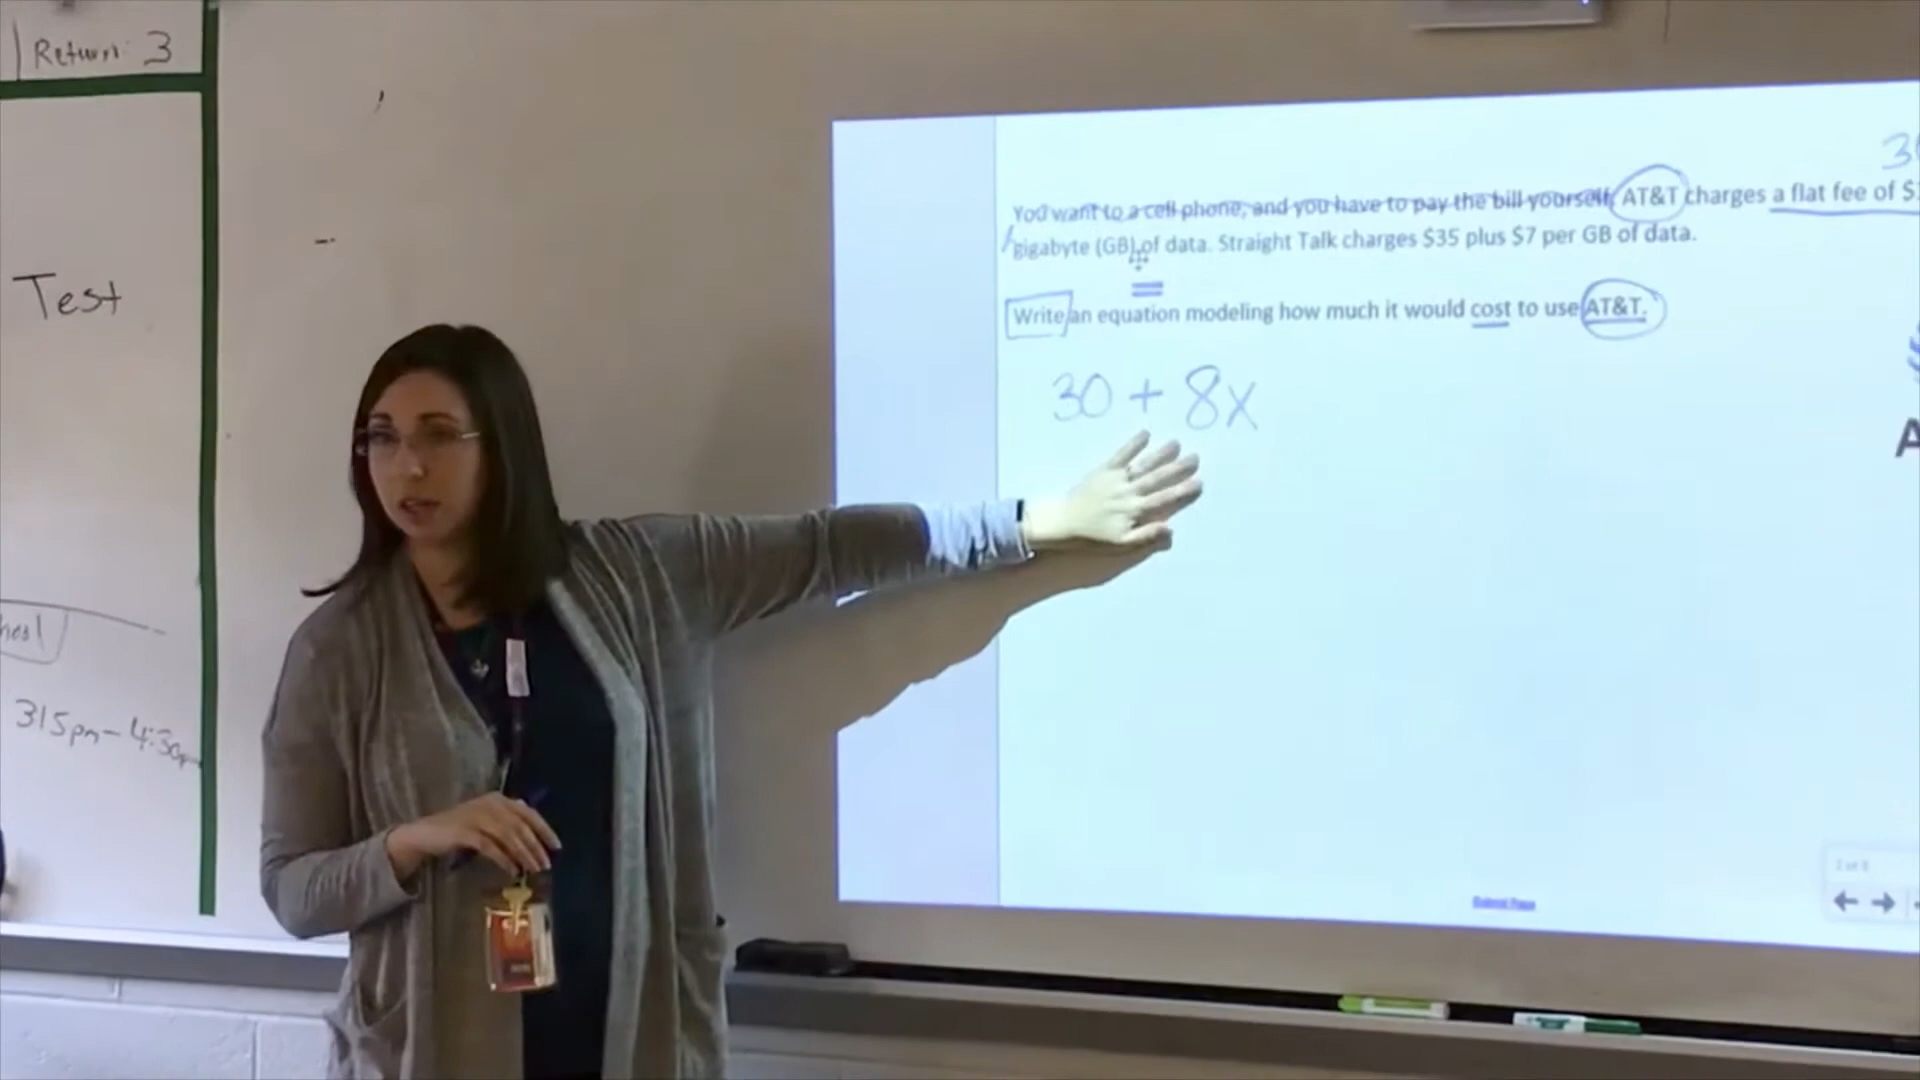 Return: 3
Test
315pm - 4:30pm
You want to a cell phone, and you have to pay the bill yourself. AT&T charges a flat fee of $
gigabyte (GB) of data. Straight Talk charges $35 plus $7 per GB of data.
Write an equation modeling how much it would cost to use AT&T.
30 + 8x